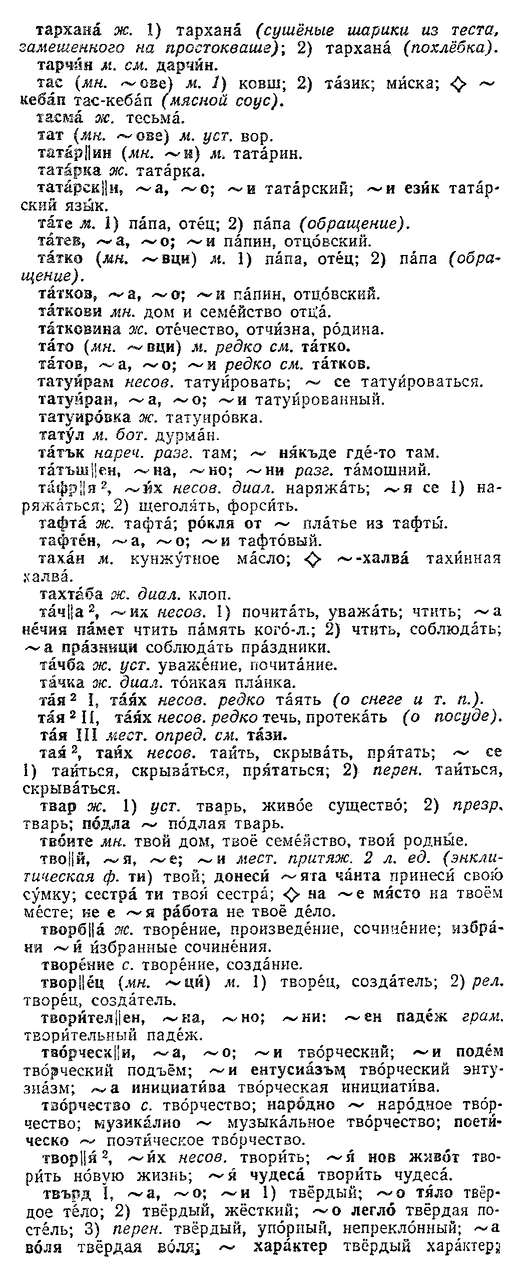 тархана́ ж. 1) тархана́ (сушёные шарики из теста,
замешенного на простокваше); 2) тархана́ (похлёбка).
тарчи́н м. см. дарчи́н.
тас (мн. ~ове) м. 1) ковш; 2) та́зик; ми́ска; ◇ ~
кеба́п тас-кеба́п (мясной соус).
тасма́ ж. тесьма́.
тат (мн. ~ове) м. уст. вор.
тата́р||ин (мн. ~и) м. тата́рин.
тата́рка ж. тата́рка.
тата́рск||и, ~а, ~о; ~и тата́рский; ~и ези́к тата́р-
ский язы́к.
та́те м. 1) па́па, оте́ц; 2) па́па (обращение).
та́тев, ~а, ~о; ~и па́пин, отцо́вский.
та́тко (мн. ~вци) м. 1) па́па, оте́ц; 2) па́па (обра-
щение).
та́тков, ~а, ~о; ~и па́пин, отцо́вский.
та́ткови мн. дом и семе́йство отца́.
та́тковина ж. оте́чество, отчи́зна, ро́дина.
та́то (мн. ~вци) м. редко см. та́тко.
та́тов, ~а, ~о; ~и редко см. та́тков.
татуи́рам несов. татуи́ровать; ~ се татуи́роваться.
татуи́ран, ~а, ~о; ~и татуи́рованный.
татуиро́вка ж. татуиро́вка.
тату́л м. бот. дурма́н.
та́тък нареч. разг. там; ~ ня́къде где́-то там.
та́тъш||ен, ~на, ~но; ~ни разг. та́мошний.
та́фр||я², ~их несов. диал. наряжа́ть; ~я се 1) на-
ряжа́ться; 2) щеголя́ть, форси́ть.
тафта́ ж. тафта́; ро́кля от ~ пла́тье из тафты́.
тафте́н, ~а, ~о; ~и тафтово́й.
таха́н м. кунжу́тное ма́сло; ◇ ~-халва́ тахи́нная
халва́.
тахта́ба ж. диал. клоп.
та́ч||а², ~их несов. 1) почита́ть, уважа́ть; чтить; ~а
не́чия па́мет чтить па́мять кого́-л.; 2) чтить, соблюда́ть;
~а пра́зници соблюда́ть пра́здники.
та́чба ж. уст. уваже́ние, почита́ние.
та́чка ж. диал. то́нкая пла́нка.
та́я² I, та́ях несов. редко та́ять (о снеге и т. п.).
та́я² II, та́ях несов. редко течь, протека́ть (о посуде).
та́я III мест. опред. см. та́зи.
тая́², таи́х несов. таи́ть, скрыва́ть, пря́тать; ~ се
1) таи́ться, скрыва́ться, пря́таться; 2) перен. таи́ться,
скрыва́ться.
твар ж. 1) уст. тварь, живо́е существо́; 2) презр.
тварь; по́дла ~ по́длая тварь.
тво́ите мн. твой дом, твоё семе́йство, твои́ родны́е.
тво||й, ~я, ~е; ~и мест. притяж. 2 л. ед. (энкли-
тическая ф. ти) твой; донеси́ ~ята ча́нта принеси́ свою́
су́мку; сестра́ ти твоя́ сестра́; ◇ на ~е мя́сто на твоём
ме́сте; не е ~я ра́бота не твоё де́ло.
творб||а́ ж. творе́ние, произведе́ние, сочине́ние; избра́-
ни ~и́ и́збранные сочине́ния.
творе́ние с. творе́ние, созда́ние.
твор||е́ц (мн. ~ци́) м. 1) творе́ц, созда́тель; 2) рел.
творе́ц, созда́тель.
твори́тел||ен, ~на, ~но; ~ни: ~ен паде́ж грам.
твори́тельный паде́ж.
тво́рческ||и, ~а, ~о; ~и тво́рческий; ~и подѐм
тво́рческий подъём; ~и ентусиа́зъм тво́рческий энту-
зиа́зм; ~а инициати́ва тво́рческая инициати́ва.
тво́рчество с. тво́рчество; наро́дно ~ наро́дное тво́р-
чество; музика́лно ~ музыка́льное тво́рчество; поети́-
ческо ~ поэти́ческое тво́рчество.
твор||я́², ~и́х несов. твори́ть; ~я́ нов живо́т тво-
ри́ть но́вую жизнь; ~я́ чудеса́ твори́ть чудеса́.
твърд I, ~а, ~о; ~и 1) твёрдый; ~о тя́ло твёр-
дое те́ло; 2) твёрдый, жёсткий; ~о легло́ твёрдая по-
сте́ль; 3) перен. твёрдый, упо́рный, непрекло́нный; ~а
во́ля твёрдая во́ля; ~ хара́ктер твёрдый хара́ктер;